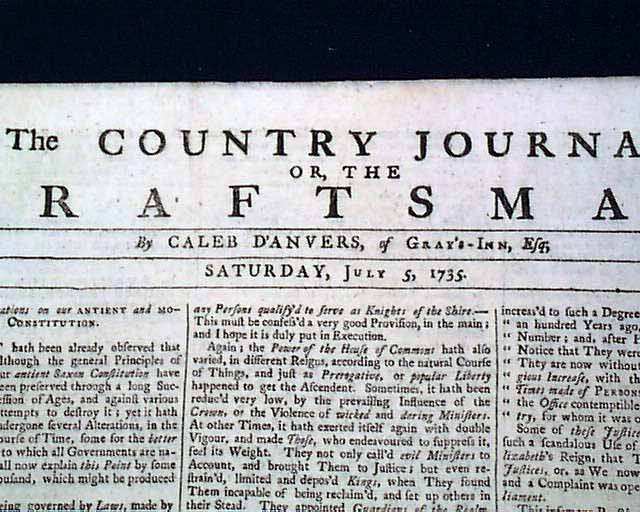 The COUNTRY JOURNA
OR, THE
RAFTSMA
By CALEB D'ANVERS, of GRAY'S-INN, Esq;
SATURDAY, JULY 5, 1735.
ations on our ANTIENT and MO-
CONSTITUTION.
T hath been already observed that
lthough the general Principles of
ur antient Saxon Constitution have
een preserved through a long Suc-
ession of Ages, and against various
ttempts to destroy it; yet it hath
ndergone several Alterations, in the
ourse of Time, some for the better
to which all Governments are na-
all now explain this Point by some
ousand, which might be produced
eing governed by Laws, made by
any Persons qualify'd to serve as Knights of the Shire.—
This must be confess'd a very good Provision, in the main;
and I hope it is duly put in Execution.
Again; the Power of the House of Commons hath also
varied, in different Reigns, according to the natural Course
of Things, and just as Prerogative, or popular Liberty
happened to get the Ascendent. Sometimes, it hath been
reduc'd very low, by the prevailing Influence of the
Crown, or the Violence of wicked and daring Ministers.
At other Times, it hath exerted itself again with double
Vigour, and made Those, who endeavoured to suppress it,
feel its Weight. They not only call'd evil Ministers to
Account, and brought Them to Justice; but even re-
strain'd, limited and depos'd Kings, when They found
Them incapable of being reclaim'd, and set up others in
their Stead. They appointed Guardians of the Realm,
increas'd to such a Degree
" an hundred Years ago,
" Number; and, after H
" Notice that They were
" They are now without
" gious Increase, with th
" Times made of PERSONS
" the Office contemptible
" try, for whom it was o
Some of these Justic
such a scandalous Use of
lizabeth's Reign, that T
Justices, or, as We now
and a Complaint was ope
liament.